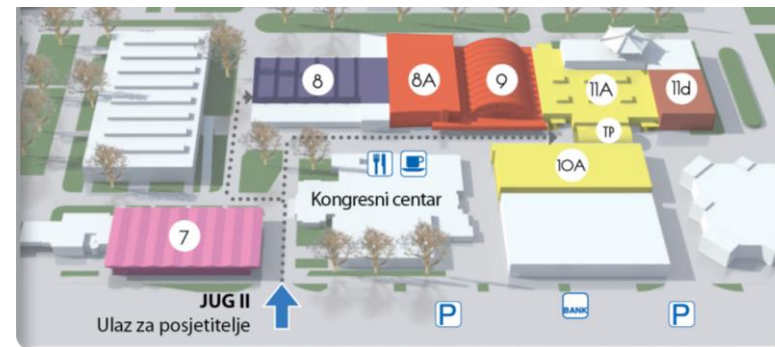 8
8A
9
11A
11d
TP
10A
Kongresni centar
7
JUG II
Ulaz za posjetitelje
P
BANK
P